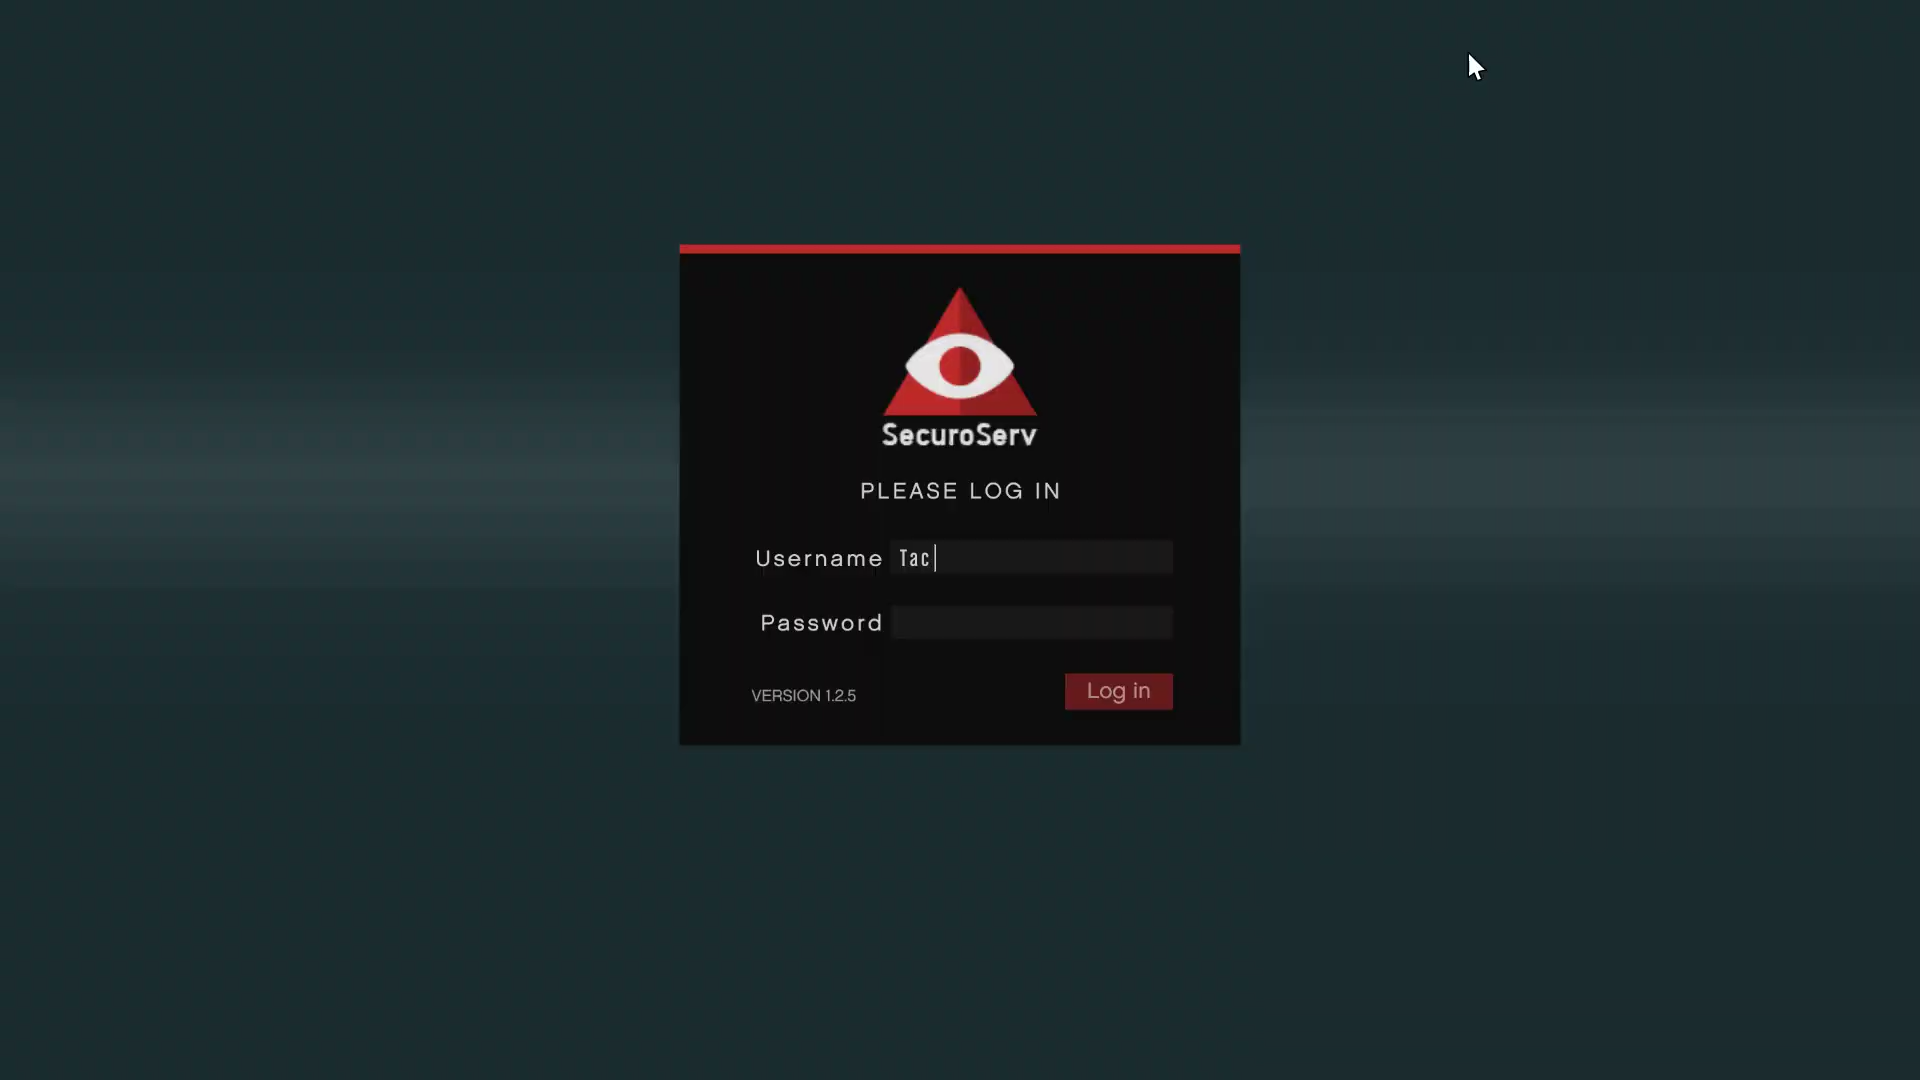 SecuroServ
PLEASE LOG IN
Username Tac
Password
VERSION 1.2.5 Log in